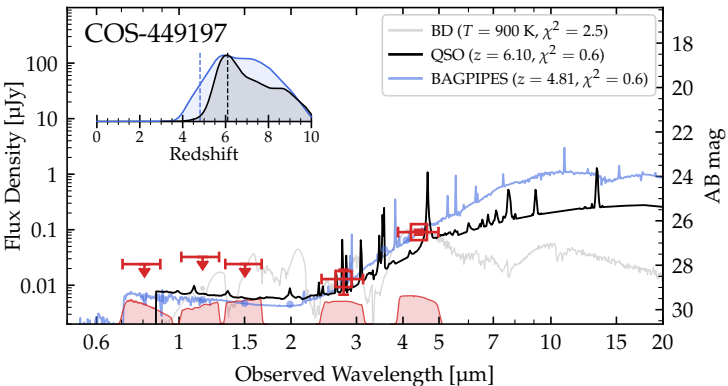 COS-449197
BD (T = 900 K, χ² = 2.5)
QSO (z = 6.10, χ² = 0.6)
BAGPIPES (z = 4.81, χ² = 0.6)
0 2 4 6 8 10
Redshift
100
10
1
0.1
0.01
Flux Density [μJy]
18
20
22
24
26
28
30
AB mag
0.6 1 1.5 2 3 4 5 10 15 20
Observed Wavelength [μm]